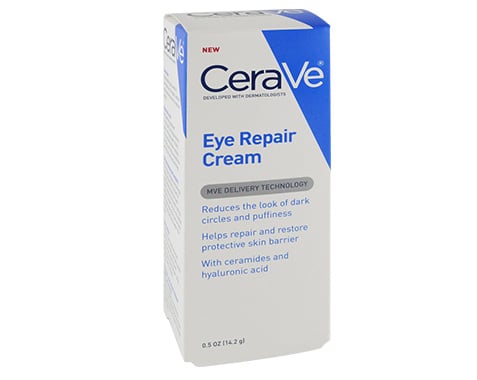 NEW
CeraVe®
DEVELOPED WITH DERMATOLOGISTS
Eye Repair
Cream
MVE DELIVERY TECHNOLOGY
Reduces the look of dark
circles and puffiness
Helps repair and restore
protective skin barrier
With ceramides and
hyaluronic acid
0.5 OZ (14.2 g)